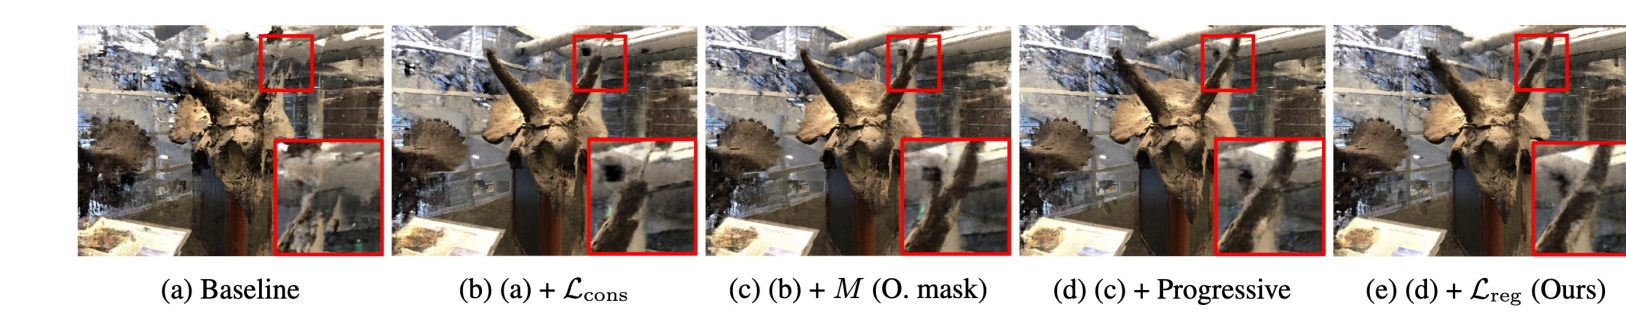 (a) Baseline
(b) (a) + ℒcons
(c) (b) + M (O. mask)
(d) (c) + Progressive
(e) (d) + ℒreg (Ours)